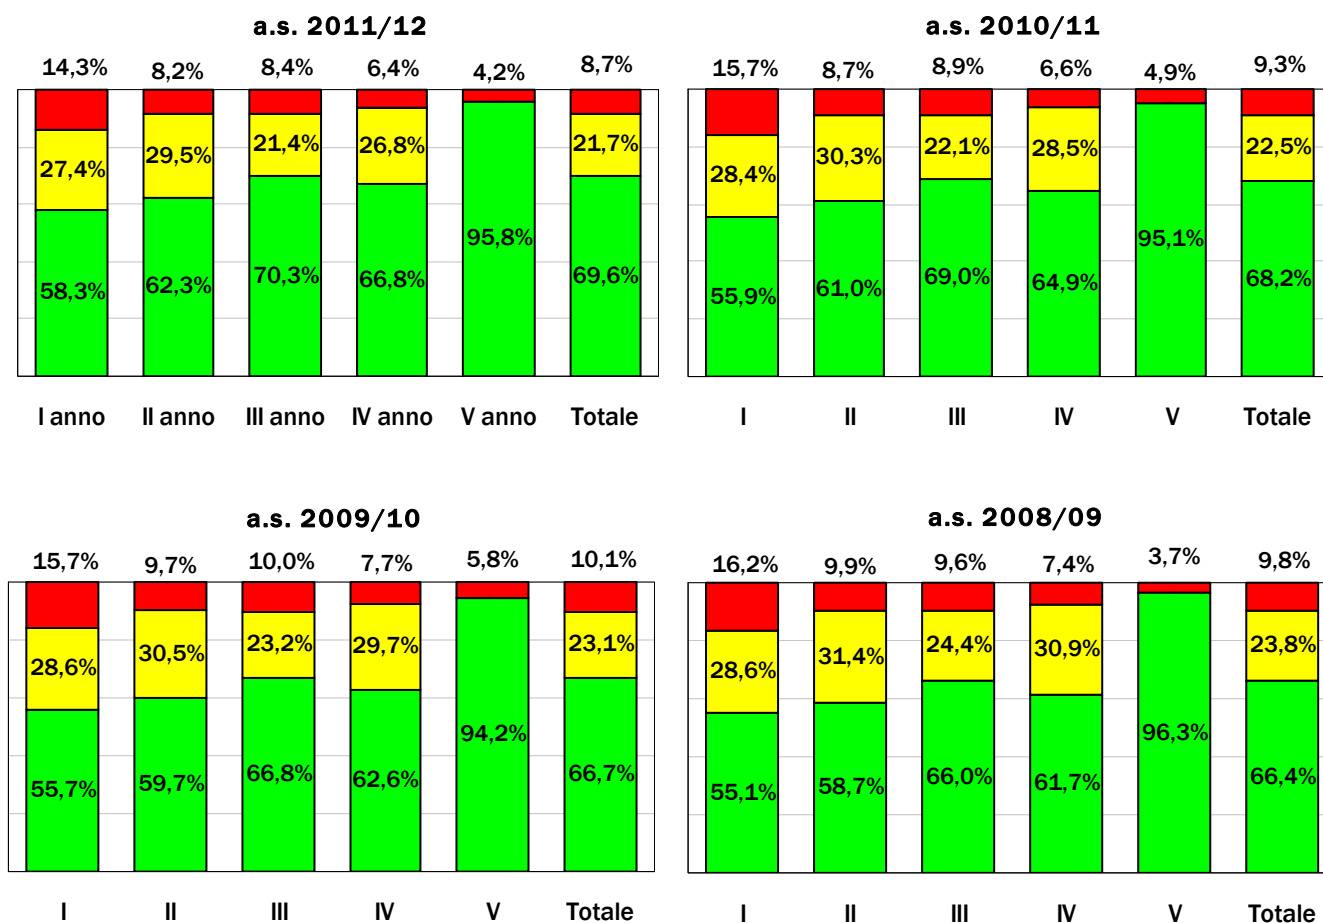 a.s. 2011/12
14,3% 8,2% 8,4% 6,4% 4,2% 8,7%
27,4% 29,5% 21,4% 26,8% 21,7%
58,3% 62,3% 70,3% 66,8% 95,8% 69,6%
I anno II anno III anno IV anno V anno Totale
a.s. 2010/11
15,7% 8,7% 8,9% 6,6% 4,9% 9,3%
28,4% 30,3% 22,1% 28,5% 22,5%
55,9% 61,0% 69,0% 64,9% 95,1% 68,2%
I II III IV V Totale
a.s. 2009/10
15,7% 9,7% 10,0% 7,7% 5,8% 10,1%
28,6% 30,5% 23,2% 29,7% 23,1%
55,7% 59,7% 66,8% 62,6% 94,2% 66,7%
I II III IV V Totale
a.s. 2008/09
16,2% 9,9% 9,6% 7,4% 3,7% 9,8%
28,6% 31,4% 24,4% 30,9% 23,8%
55,1% 58,7% 66,0% 61,7% 96,3% 66,4%
I II III IV V Totale